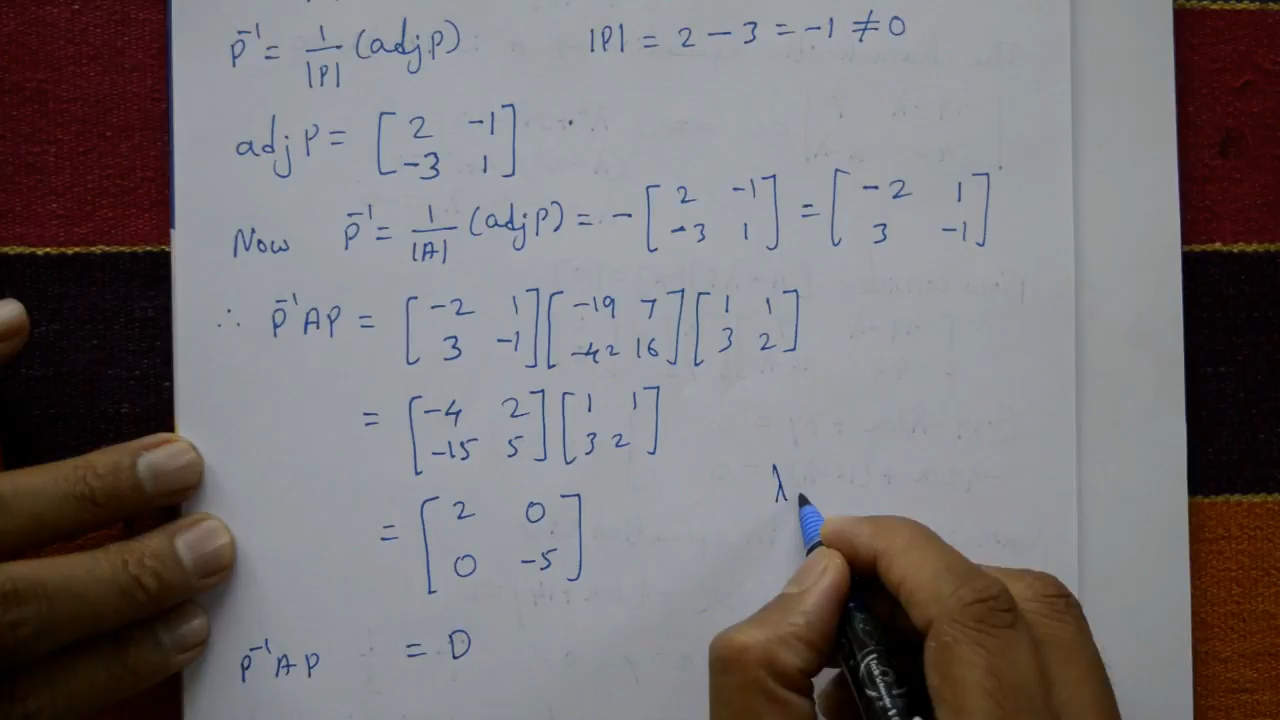 P⁻¹ = 1/|P| (adj P)   |P| = 2 - 3 = -1 ≠ 0
adj P = [2 -1; -3 1]
Now P⁻¹ = 1/|A| (adj P) = - [2 -1; -3 1] = [-2 1; 3 -1]
∴ P⁻¹AP = [-2 1; 3 -1] [-19 7; -42 16] [1 1; 3 2]
= [-4 2; -15 5] [1 1; 3 2]
λ
= [2 0; 0 -5]
P⁻¹AP = D